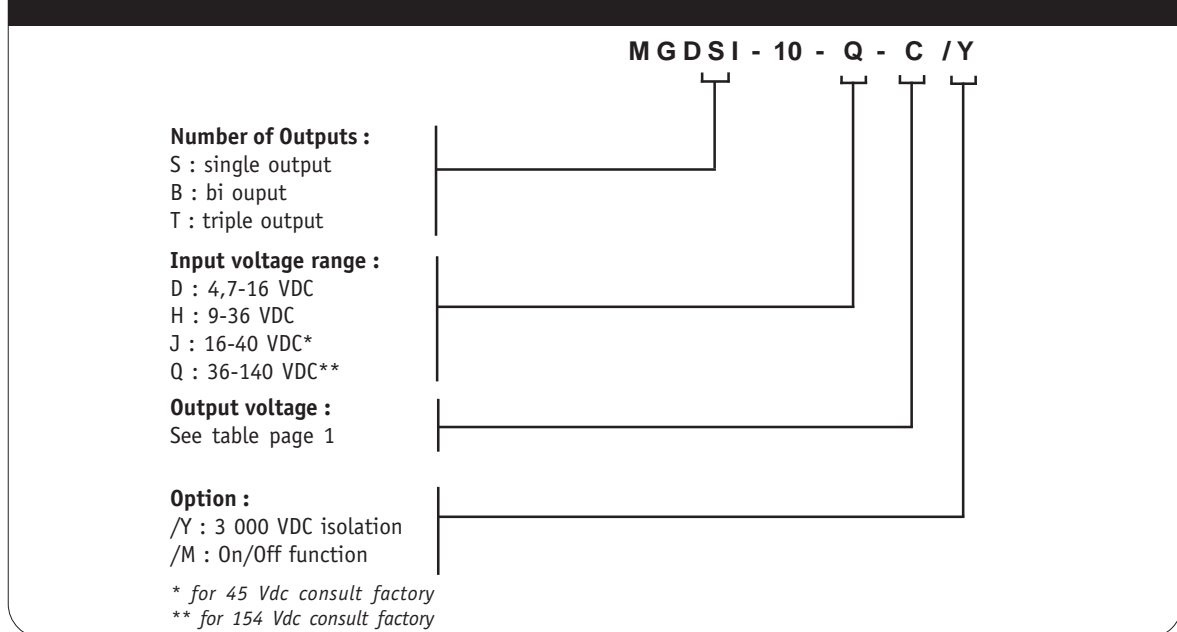 MGDSI - 10 - Q - C /Y
Number of Outputs :
S : single output
B : bi ouput
T : triple output
Input voltage range :
D : 4,7-16 VDC
H : 9-36 VDC
J : 16-40 VDC*
Q : 36-140 VDC**
Output voltage :
See table page 1
Option :
/Y : 3 000 VDC isolation
/M : On/Off function
* for 45 Vdc consult factory
** for 154 Vdc consult factory